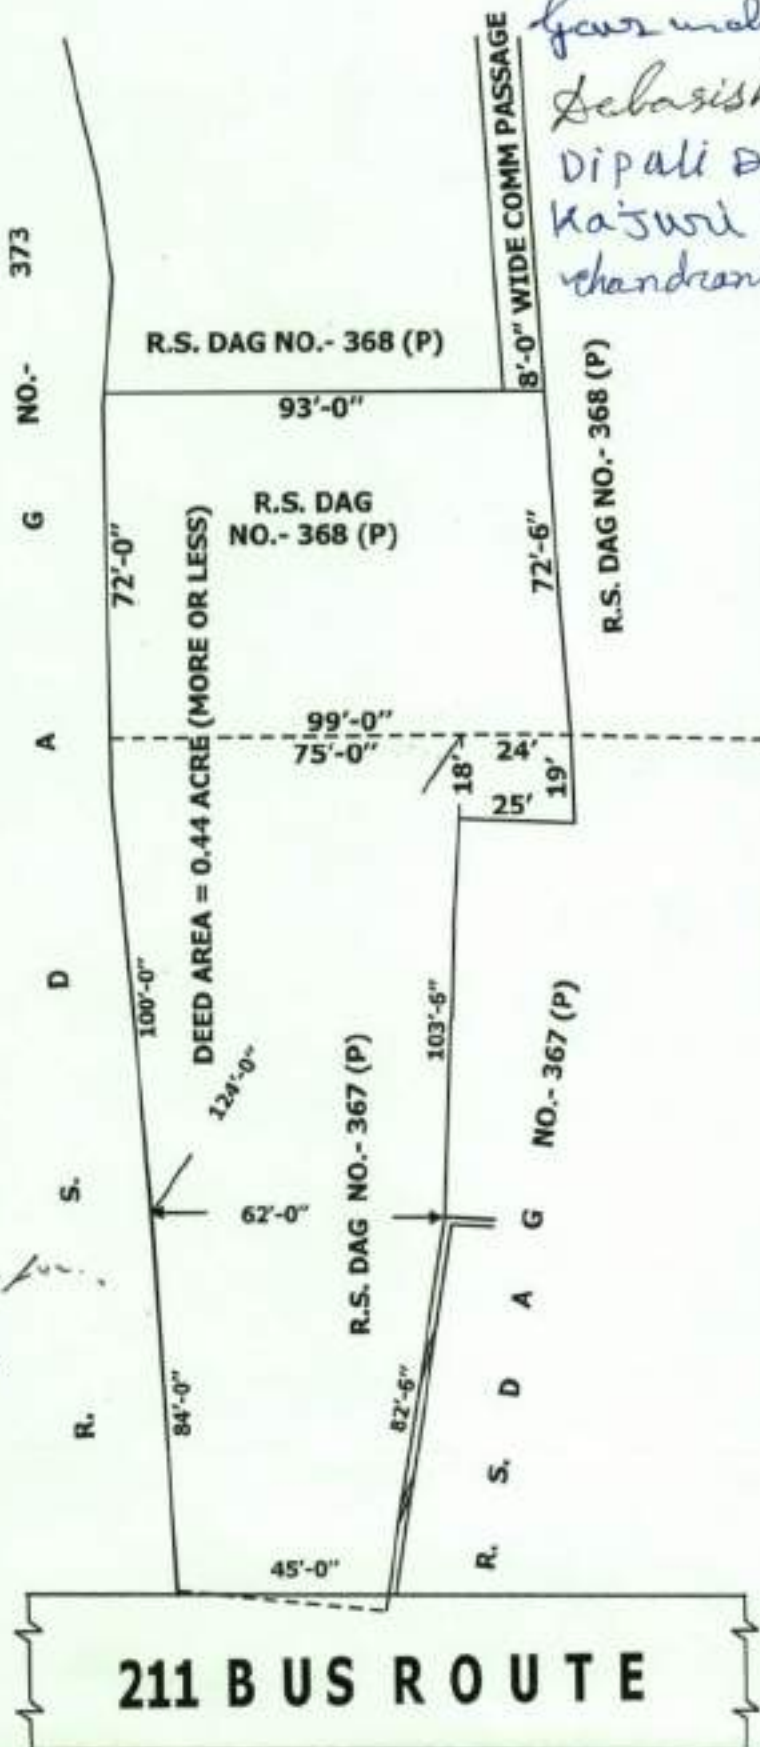 Debasish
Dipali
Kajuri
8'-0" WIDE COMM PASSAGE
R. S. D A G NO.- 373
R.S. DAG NO.- 368 (P)
93'-0"
R.S. DAG
NO.- 368 (P)
72'-0"
72'-6"
R.S. DAG NO.- 368 (P)
DEED AREA = 0.44 ACRE (MORE OR LESS)
99'-0"
75'-0"
24'
18'
19'
25'
100'-0"
103'-6"
124'-0"
62'-0"
R.S. DAG NO.- 367 (P)
R. S. D A G NO.- 367 (P)
84'-0"
82'-6"
45'-0"
211 BUS ROUTE